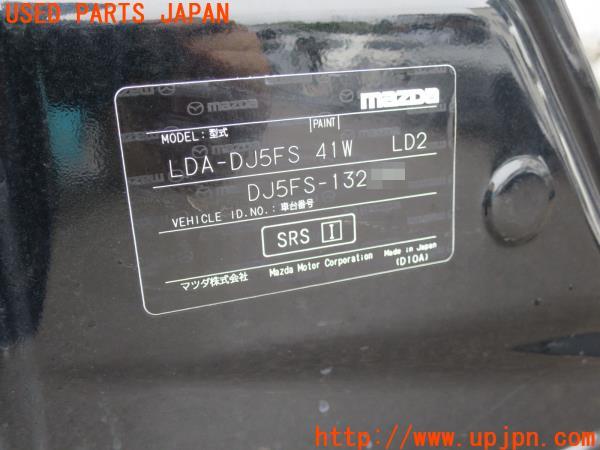 USED PARTS JAPAN
mazda
MODEL: 型式 PAINT
LDA-DJ5FS 41W LD2
DJ5FS-132
VEHICLE ID.NO.: 車台番号
SRS I
マツダ株式会社 Mazda Motor Corporation Made in Japan
(D10A)
http://www.upjpn.com/